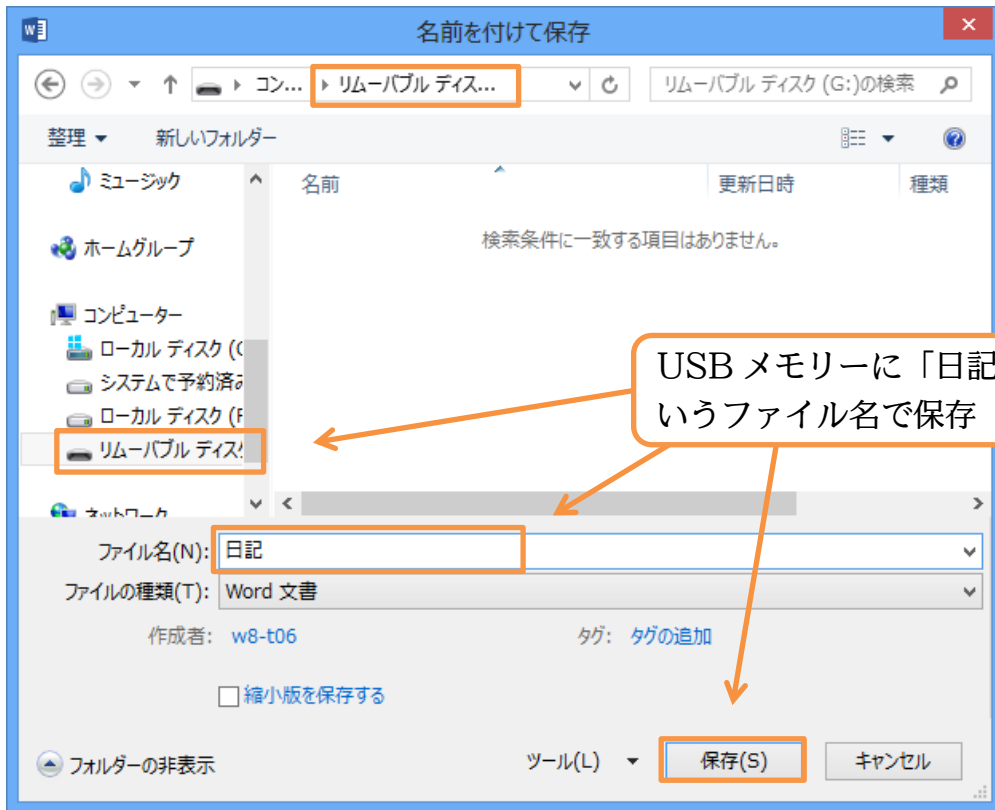 名前を付けて保存
コン... リムーバブル ディス... リムーバブル ディスク (G:)の検索
整理 新しいフォルダー
ミュージック
名前 更新日時 種類
ホームグループ
検索条件に一致する項目はありません。
コンピューター
ローカル ディスク (C
システムで予約済み
ローカル ディスク (F
リムーバブル ディスク
ネットワーク
USB メモリーに「日記
いうファイル名で保存
ファイル名(N): 日記
ファイルの種類(T): Word 文書
作成者: w8-t06 タグ: タグの追加
縮小版を保存する
フォルダーの非表示 ツール(L) 保存(S) キャンセル